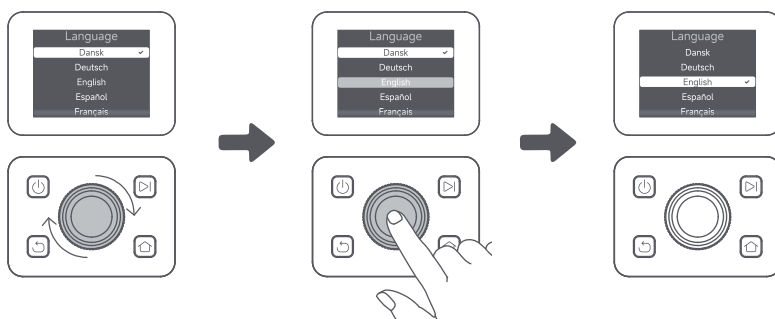 Language
Dansk
Deutsch
English
Español
Français
Language
Dansk
Deutsch
English
Español
Français
Language
Dansk
Deutsch
English
Español
Français